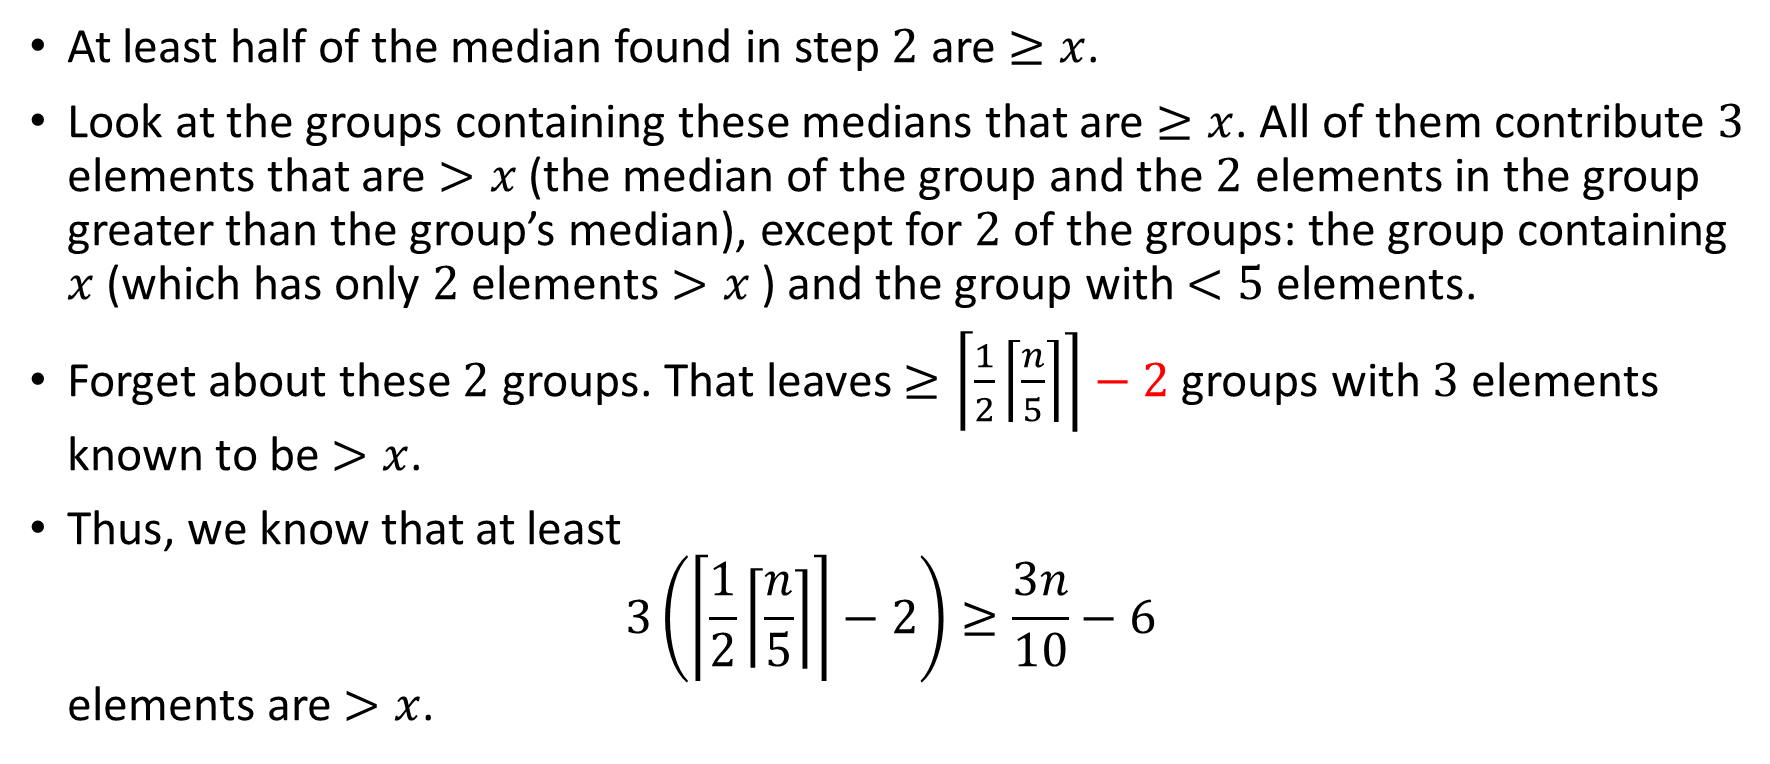 • At least half of the median found in step 2 are ≥ x.
• Look at the groups containing these medians that are ≥ x. All of them contribute 3
elements that are > x (the median of the group and the 2 elements in the group
greater than the group’s median), except for 2 of the groups: the group containing
x (which has only 2 elements > x ) and the group with < 5 elements.
• Forget about these 2 groups. That leaves ≥ ⌈1/2 ⌈n/5⌉⌉ − 2 groups with 3 elements
known to be > x.
• Thus, we know that at least
3(⌈1/2 ⌈n/5⌉⌉ − 2) ≥ 3n/10 − 6
elements are > x.